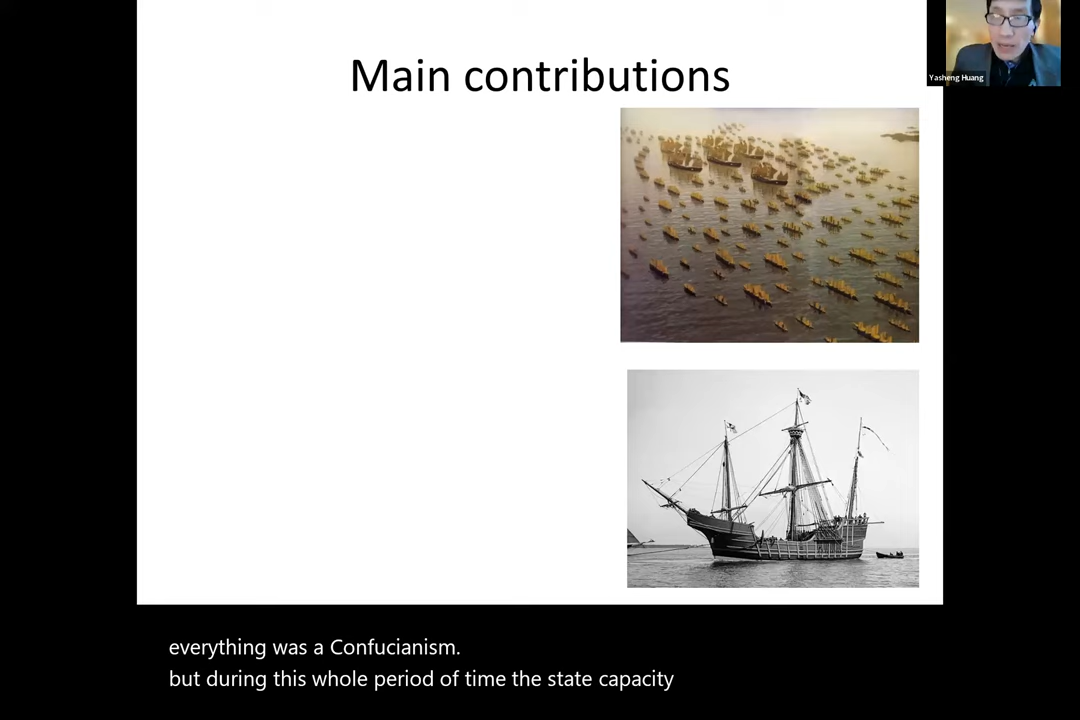 Main contributions
Yasheng Huang
everything was a Confucianism.
but during this whole period of time the state capacity